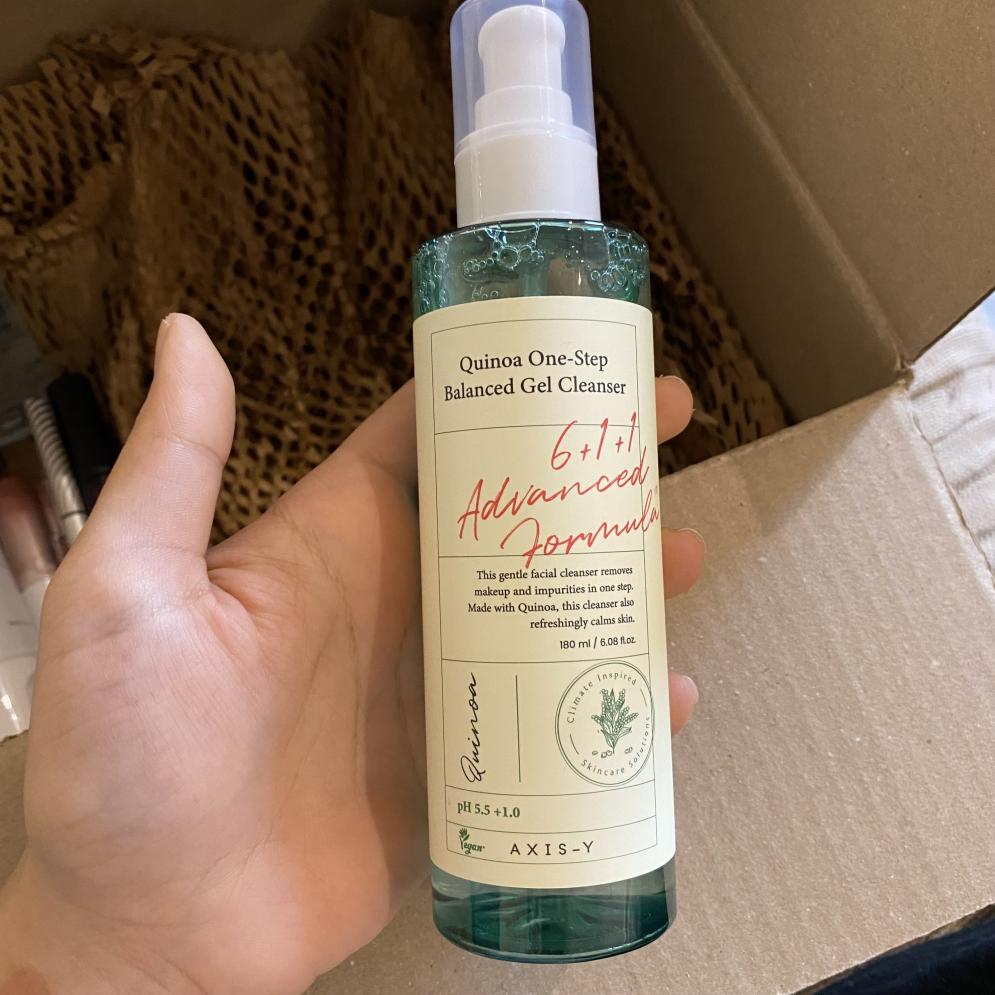 Quinoa One-Step
Balanced Gel Cleanser
6+1+1
Advanced
Formula
This gentle facial cleanser removes
makeup and impurities in one step.
Made with Quinoa, this cleanser also
refreshingly calms skin.
180 ml / 6.08 fl.oz.
Quinoa
Climate Inspired
Skincare Solutions
pH 5.5 +1.0
Vegan
AXIS-Y